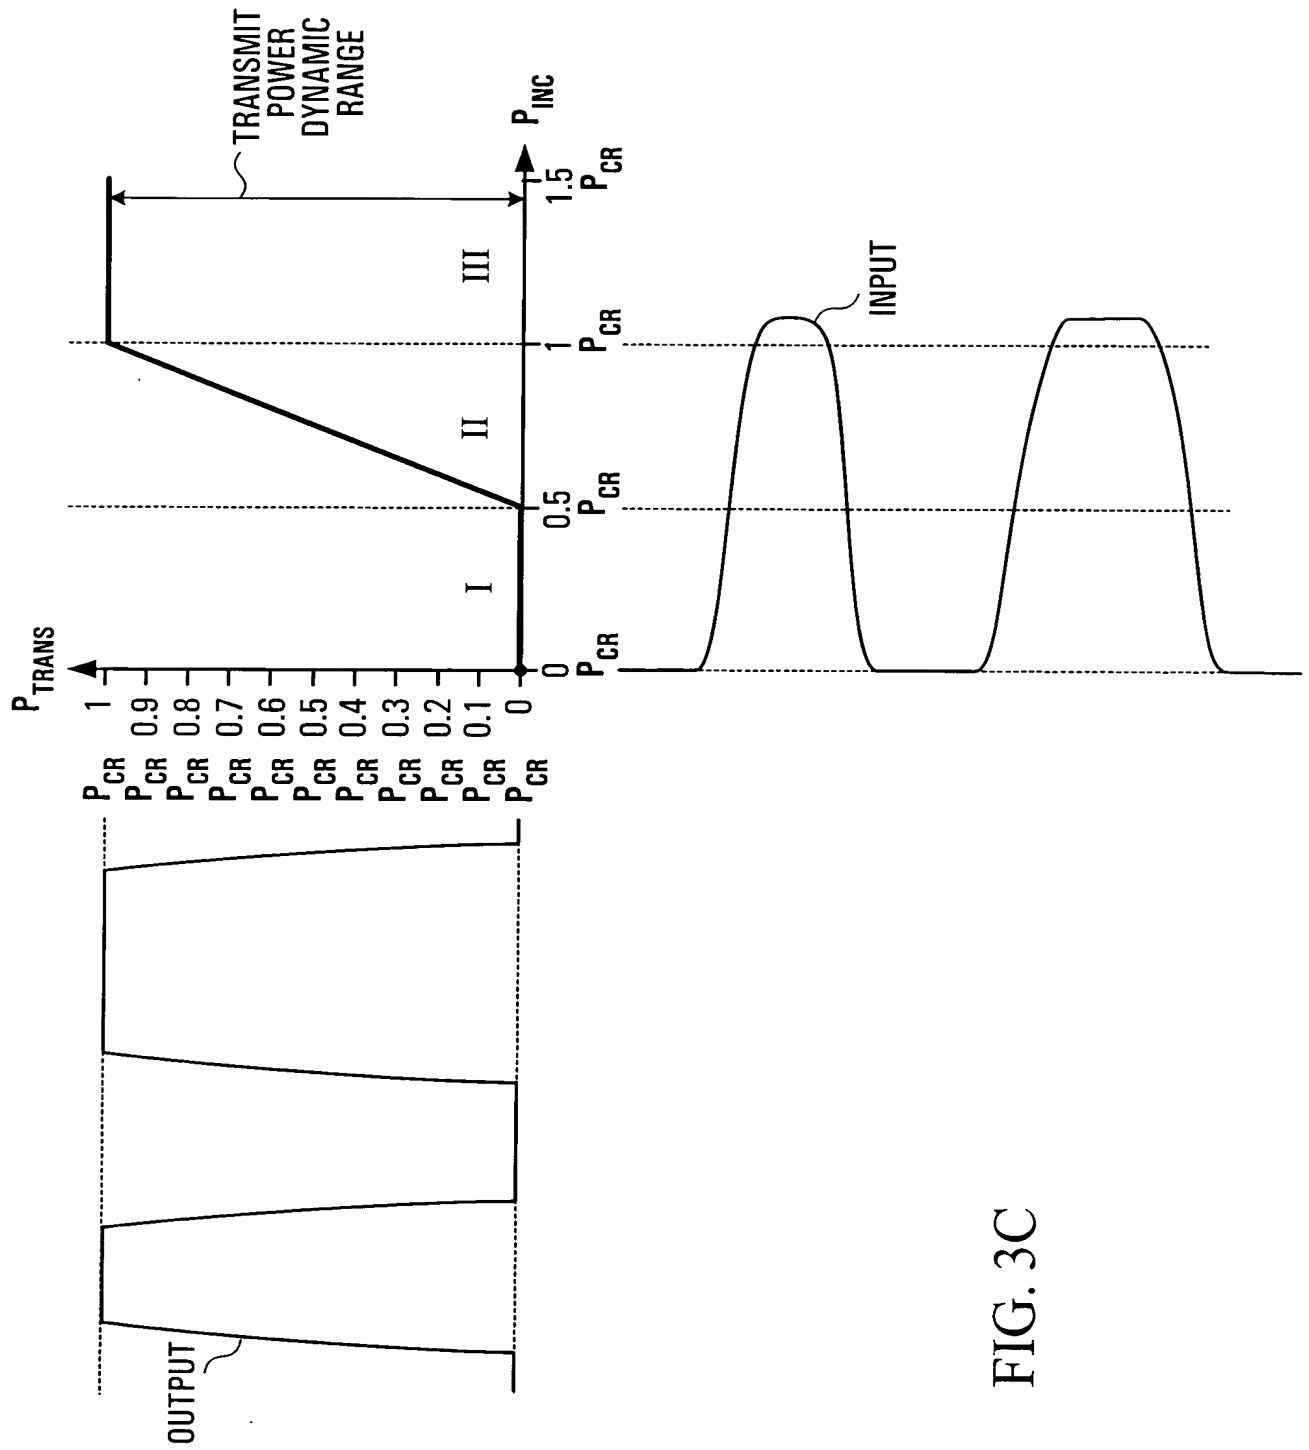 P_TRANS
1 P_CR
0.9 P_CR
0.8 P_CR
0.7 P_CR
0.6 P_CR
0.5 P_CR
0.4 P_CR
0.3 P_CR
0.2 P_CR
0.1 P_CR
0 P_CR
I
II
III
TRANSMIT
POWER
DYNAMIC
RANGE
0
P_CR
0.5
P_CR
1
P_CR
1.5
P_CR
P_INC
OUTPUT
INPUT
FIG. 3C